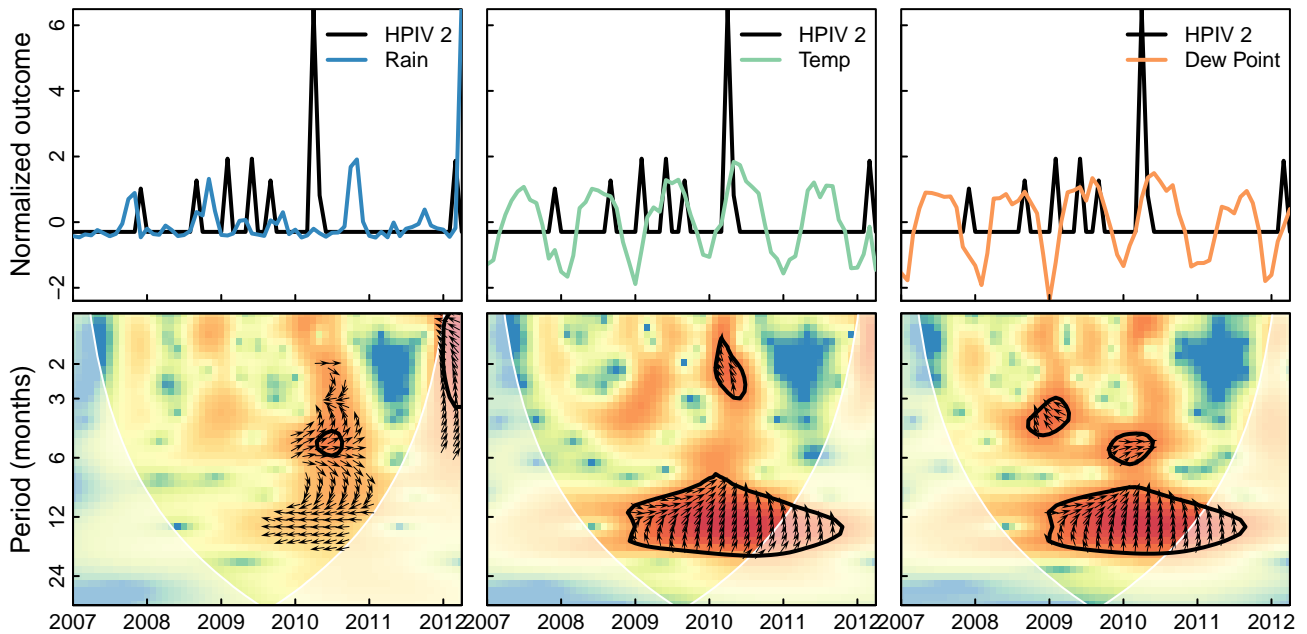 Normalized outcome
6
4
2
0
−2
HPIV 2
Rain
HPIV 2
Temp
HPIV 2
Dew Point
Period (months)
2
3
6
12
24
2007 2008 2009 2010 2011 2012
2007 2008 2009 2010 2011 2012
2007 2008 2009 2010 2011 2012